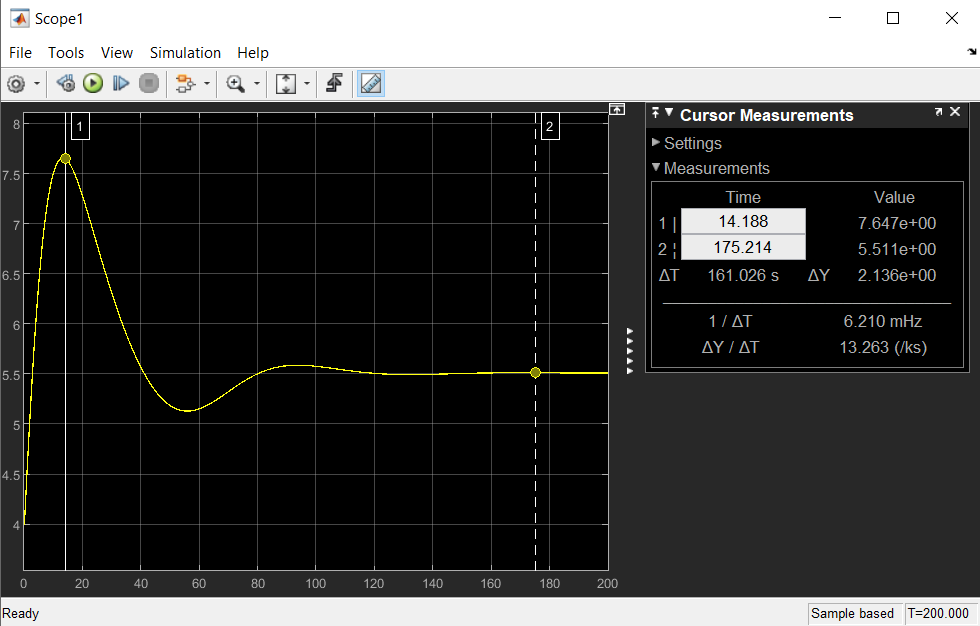 Scope1
File Tools View Simulation Help
8
7.5
7
6.5
6
5.5
5
4.5
4
0 20 40 60 80 100 120 140 160 180 200
1
2
Cursor Measurements
Settings
Measurements
Time Value
1 | 14.188 7.647e+00
2 ¦ 175.214 5.511e+00
ΔT 161.026 s ΔY 2.136e+00
1 / ΔT 6.210 mHz
ΔY / ΔT 13.263 (/ks)
Ready Sample based T=200.000